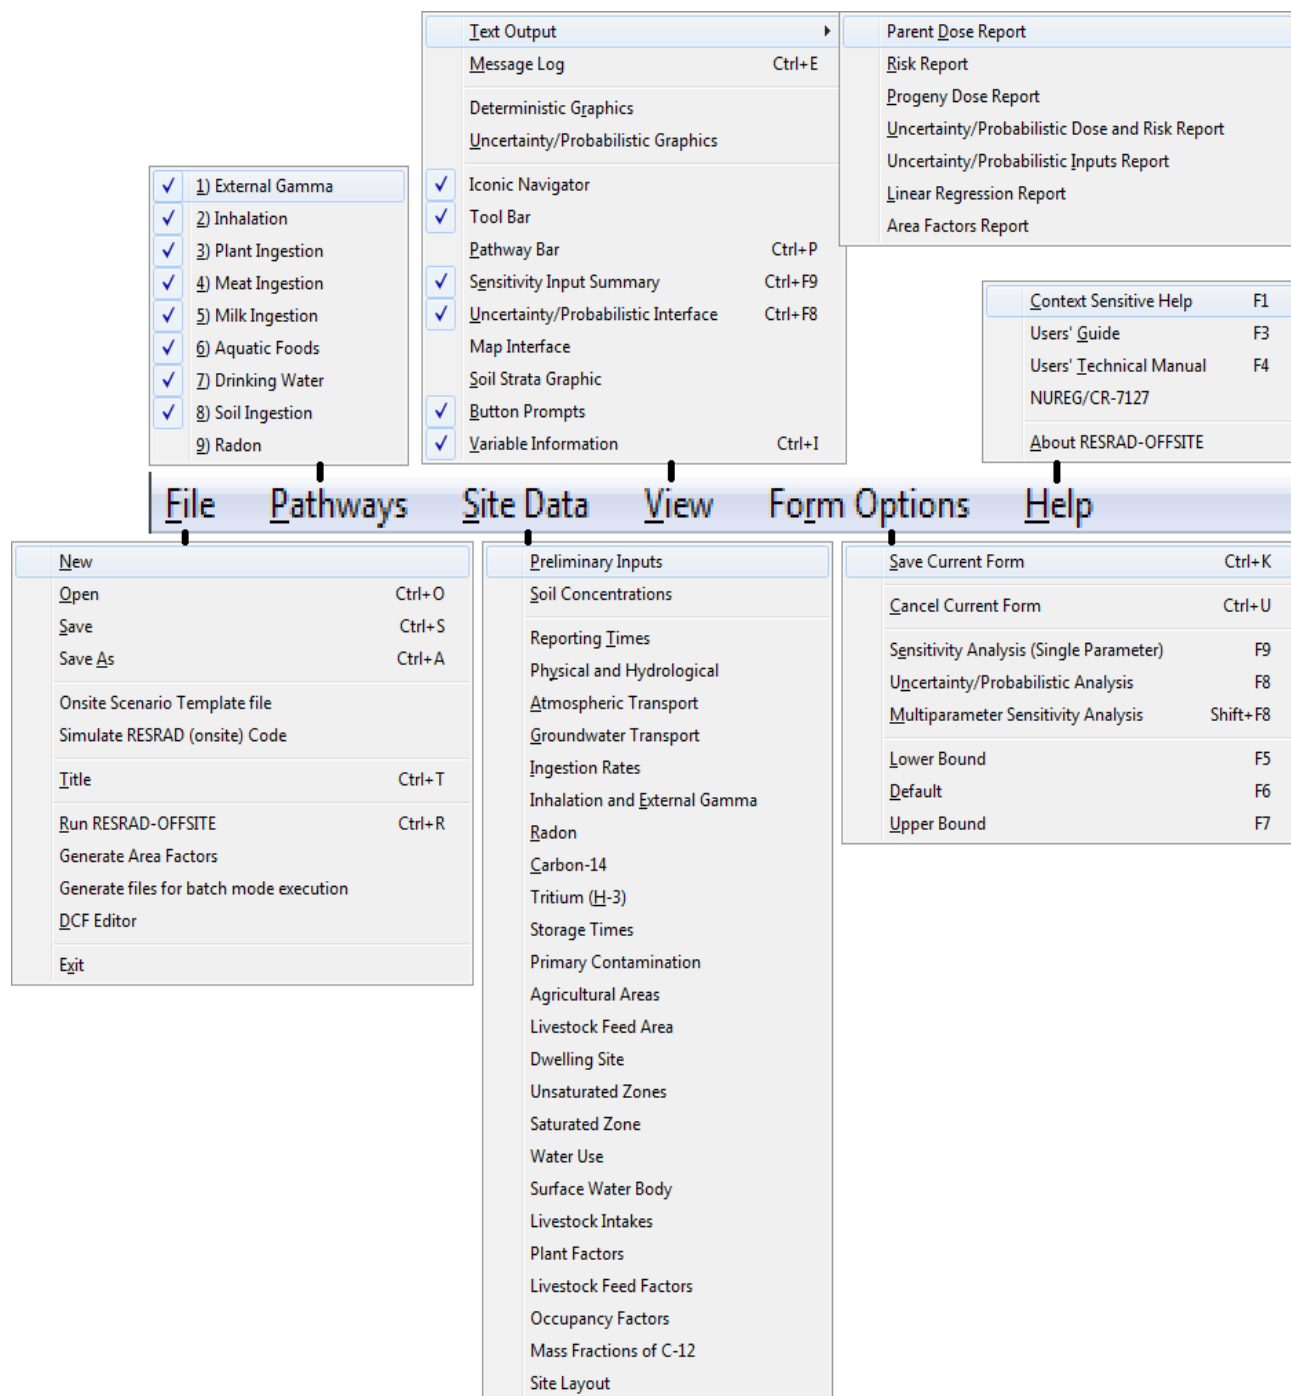 Text Output
Message Log Ctrl+E
Deterministic Graphics
Uncertainty/Probabilistic Graphics
Iconic Navigator
Tool Bar
Pathway Bar Ctrl+P
Sensitivity Input Summary Ctrl+F9
Uncertainty/Probabilistic Interface Ctrl+F8
Map Interface
Soil Strata Graphic
Button Prompts
Variable Information Ctrl+I
Parent Dose Report
Risk Report
Progeny Dose Report
Uncertainty/Probabilistic Dose and Risk Report
Uncertainty/Probabilistic Inputs Report
Linear Regression Report
Area Factors Report
1) External Gamma
2) Inhalation
3) Plant Ingestion
4) Meat Ingestion
5) Milk Ingestion
6) Aquatic Foods
7) Drinking Water
8) Soil Ingestion
9) Radon
Context Sensitive Help F1
Users' Guide F3
Users' Technical Manual F4
NUREG/CR-7127
About RESRAD-OFFSITE
File Pathways Site Data View Form Options Help
New
Open Ctrl+O
Save Ctrl+S
Save As Ctrl+A
Onsite Scenario Template file
Simulate RESRAD (onsite) Code
Title Ctrl+T
Run RESRAD-OFFSITE Ctrl+R
Generate Area Factors
Generate files for batch mode execution
DCF Editor
Exit
Preliminary Inputs
Soil Concentrations
Reporting Times
Physical and Hydrological
Atmospheric Transport
Groundwater Transport
Ingestion Rates
Inhalation and External Gamma
Radon
Carbon-14
Tritium (H-3)
Storage Times
Primary Contamination
Agricultural Areas
Livestock Feed Area
Dwelling Site
Unsaturated Zones
Saturated Zone
Water Use
Surface Water Body
Livestock Intakes
Plant Factors
Livestock Feed Factors
Occupancy Factors
Mass Fractions of C-12
Site Layout
Save Current Form Ctrl+K
Cancel Current Form Ctrl+U
Sensitivity Analysis (Single Parameter) F9
Uncertainty/Probabilistic Analysis F8
Multiparameter Sensitivity Analysis Shift+F8
Lower Bound F5
Default F6
Upper Bound F7